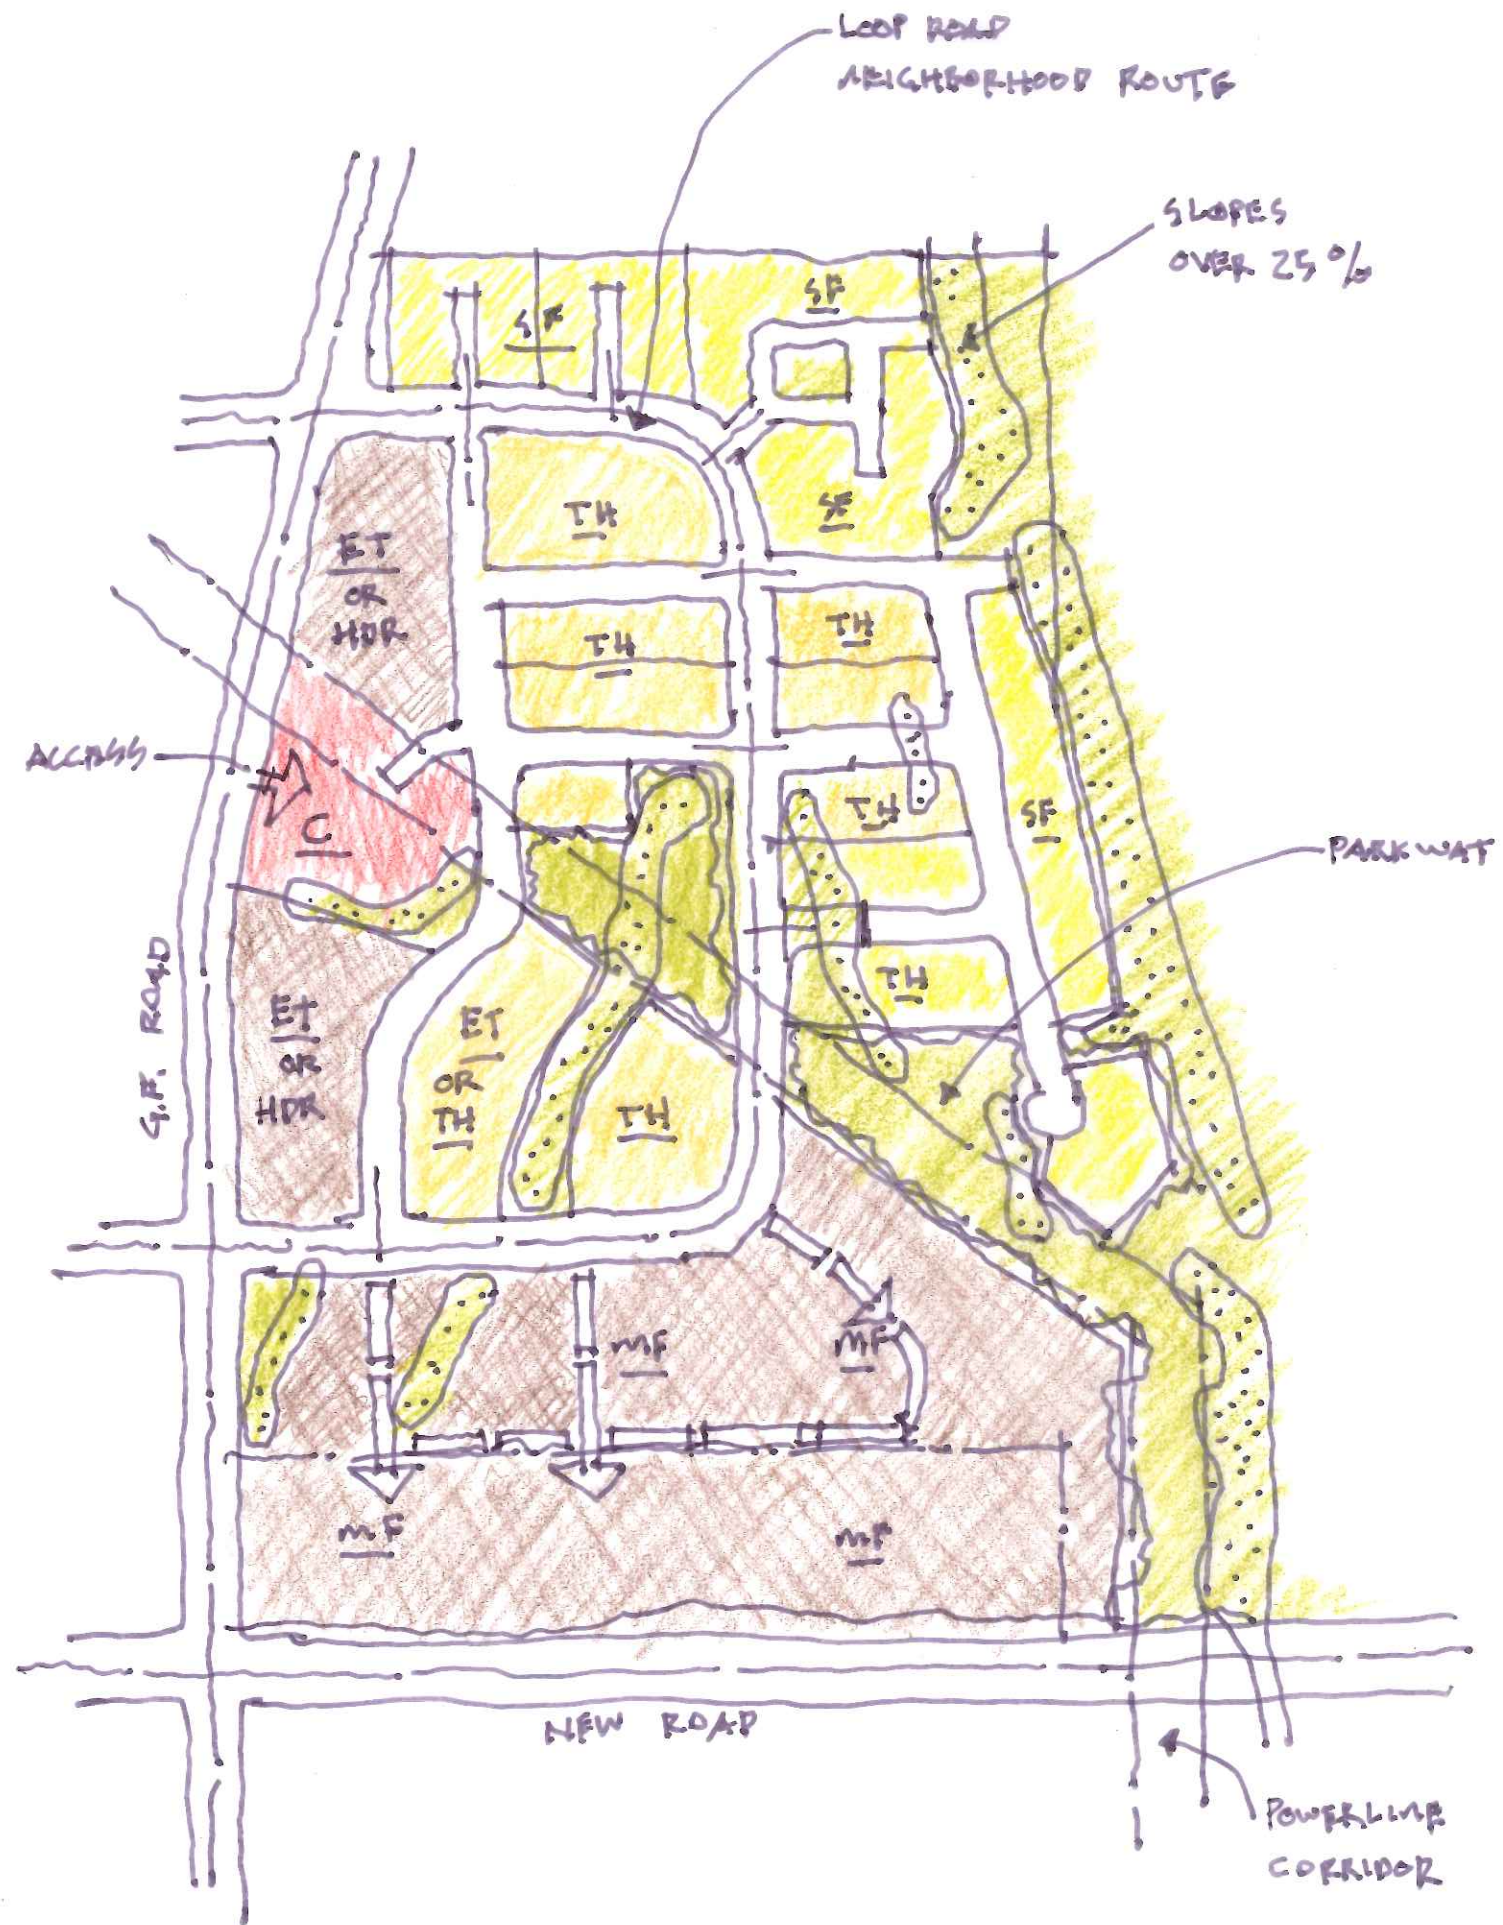 LOOP ROAD
NEIGHBORHOOD ROUTE
SLOPES
OVER 25%
SF
SF
TH
SF
ET
OR
HDR
TH
TH
ACCESS
TH
SF
C
PARKWAY
TH
G.F. ROAD
ET
OR
HDR
ET
OR
TH
TH
MF
MF
MF
MF
NEW ROAD
POWERLINE
CORRIDOR